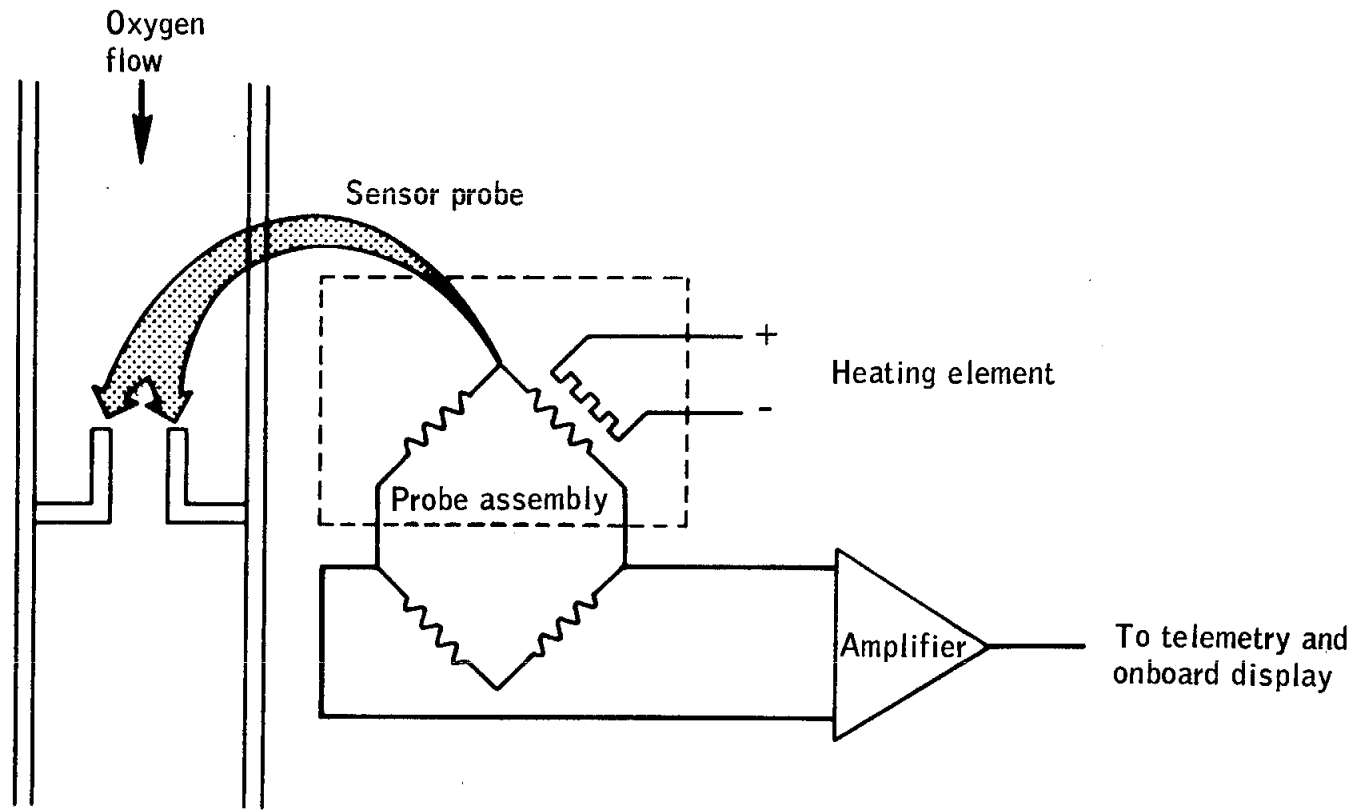 Oxygen
flow
Sensor probe
+
Heating element
-
Probe assembly
Amplifier
To telemetry and
onboard display